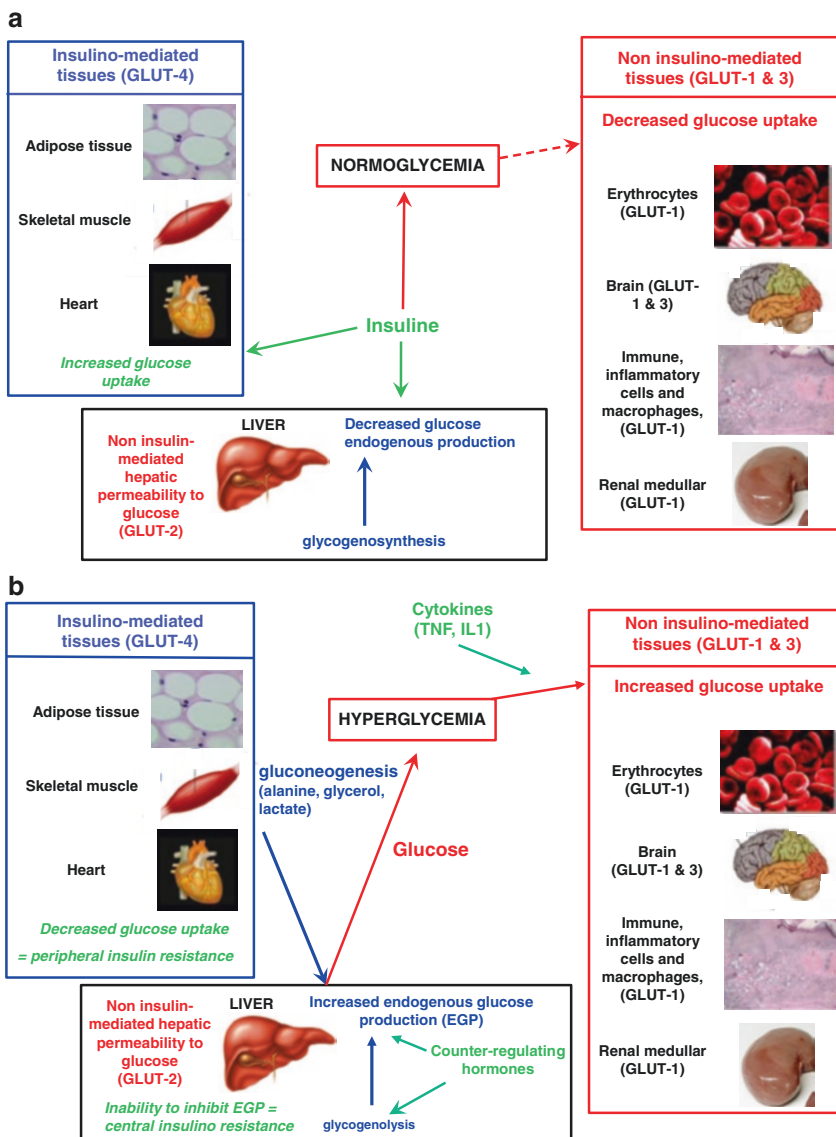 a
Insulino-mediated
tissues (GLUT-4)
Adipose tissue
Skeletal muscle
Heart
Increased glucose
uptake
NORMOGLYCEMIA
Insuline
Non insulino-mediated
tissues (GLUT-1 & 3)
Decreased glucose uptake
Erythrocytes
(GLUT-1)
Brain (GLUT-
1 & 3)
Immune,
inflammatory
cells and
macrophages,
(GLUT-1)
Renal medullar
(GLUT-1)
Non insulin-
mediated
hepatic
permeability to
glucose
(GLUT-2)
LIVER
Decreased glucose
endogenous production
glycogenosynthesis
b
Insulino-mediated
tissues (GLUT-4)
Adipose tissue
Skeletal muscle
Heart
Decreased glucose uptake
= peripheral insulin resistance
gluconeogenesis
(alanine, glycerol,
lactate)
Cytokines
(TNF, IL1)
HYPERGLYCEMIA
Glucose
Non insulino-mediated
tissues (GLUT-1 & 3)
Increased glucose uptake
Erythrocytes
(GLUT-1)
Brain
(GLUT-1 & 3)
Immune,
inflammatory
cells and
macrophages,
(GLUT-1)
Renal medullar
(GLUT-1)
Non insulin-
mediated hepatic
permeability to
glucose
(GLUT-2)
Inability to inhibit EGP =
central insulino resistance
LIVER
Increased endogenous glucose
production (EGP)
Counter-regulating
hormones
glycogenolysis